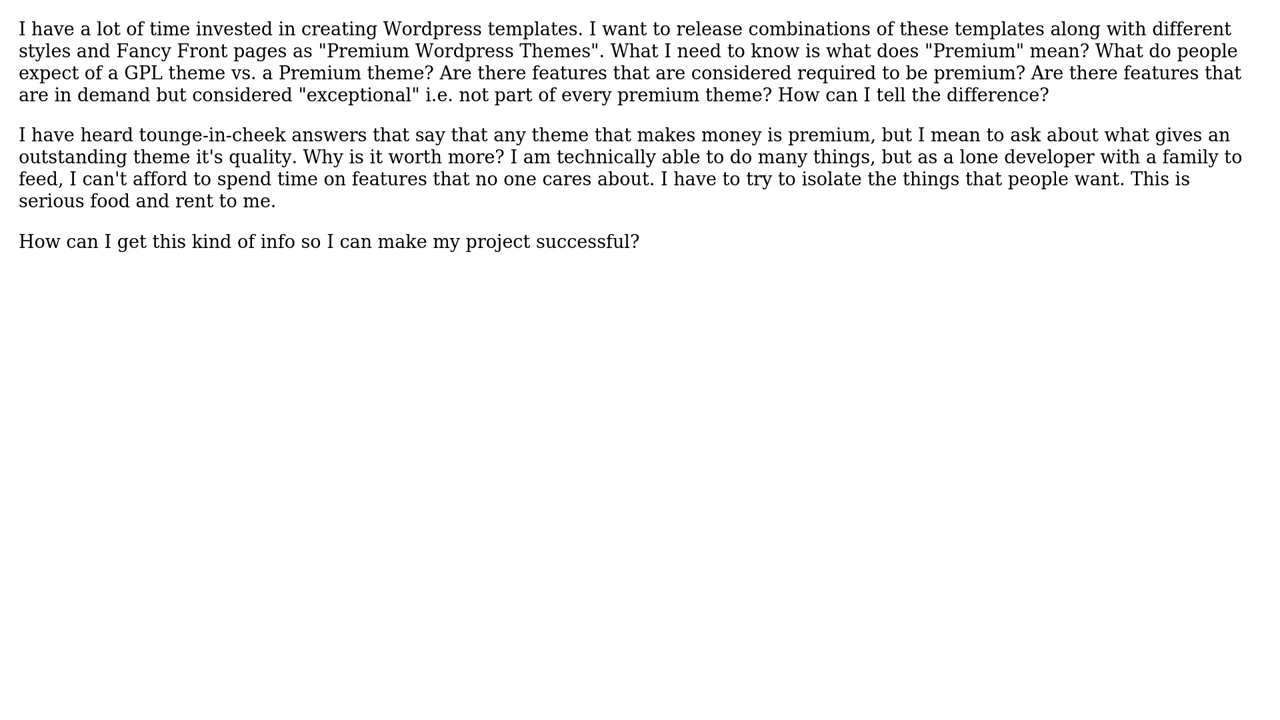 I have a lot of time invested in creating Wordpress templates. I want to release combinations of these templates along with different
styles and Fancy Front pages as "Premium Wordpress Themes". What I need to know is what does "Premium" mean? What do people
expect of a GPL theme vs. a Premium theme? Are there features that are considered required to be premium? Are there features that
are in demand but considered "exceptional" i.e. not part of every premium theme? How can I tell the difference?
I have heard tounge-in-cheek answers that say that any theme that makes money is premium, but I mean to ask about what gives an
outstanding theme it's quality. Why is it worth more? I am technically able to do many things, but as a lone developer with a family to
feed, I can't afford to spend time on features that no one cares about. I have to try to isolate the things that people want. This is
serious food and rent to me.
How can I get this kind of info so I can make my project successful?